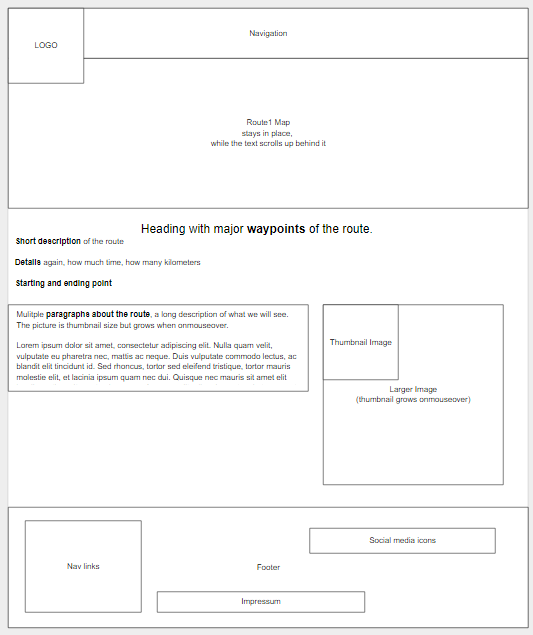 LOGO
Navigation
Route1 Map
stays in place,
while the text scrolls up behind it
Heading with major waypoints of the route.
Short description of the route
Details again, how much time, how many kilometers
Starting and ending point
Mulitple paragraphs about the route, a long description of what we will see.
The picture is thumbnail size but grows when onmouseover.
Lorem ipsum dolor sit amet, consectetur adipiscing elit. Nulla quam velit,
vulputate eu pharetra nec, mattis ac neque. Duis vulputate commodo lectus, ac
blandit elit tincidunt id. Sed rhoncus, tortor sed eleifend tristique, tortor mauris
molestie elit, et lacinia ipsum quam nec dui. Quisque nec mauris sit amet elit
Thumbnail Image
Larger Image
(thumbnail grows onmouseover)
Nav links
Social media icons
Footer
Impressum